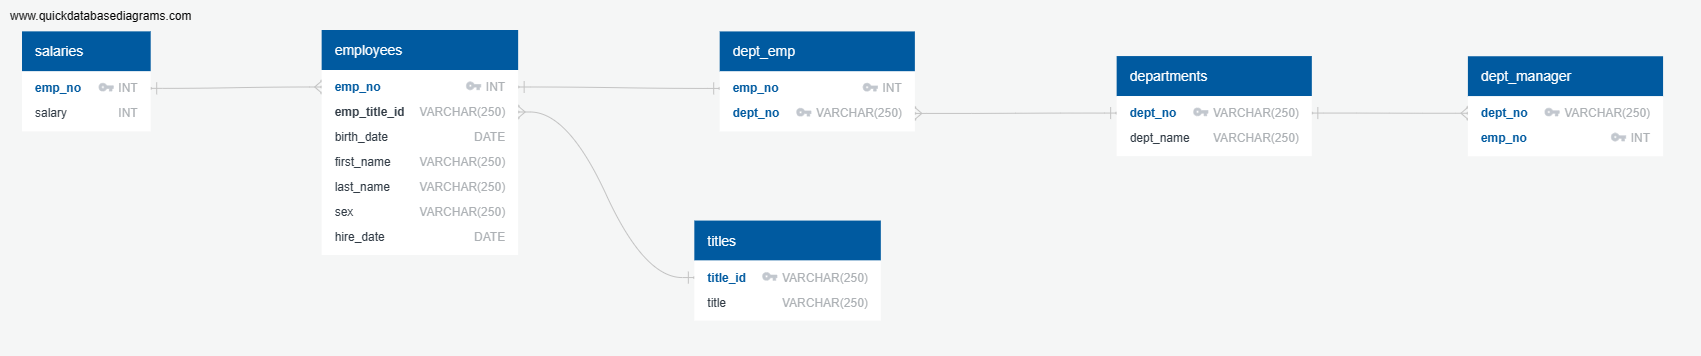 www.quickdatabasediagrams.com
salaries
emp_no INT
salary INT
employees
emp_no INT
emp_title_id VARCHAR(250)
birth_date DATE
first_name VARCHAR(250)
last_name VARCHAR(250)
sex VARCHAR(250)
hire_date DATE
dept_emp
emp_no INT
dept_no VARCHAR(250)
titles
title_id VARCHAR(250)
title VARCHAR(250)
departments
dept_no VARCHAR(250)
dept_name VARCHAR(250)
dept_manager
dept_no VARCHAR(250)
emp_no INT